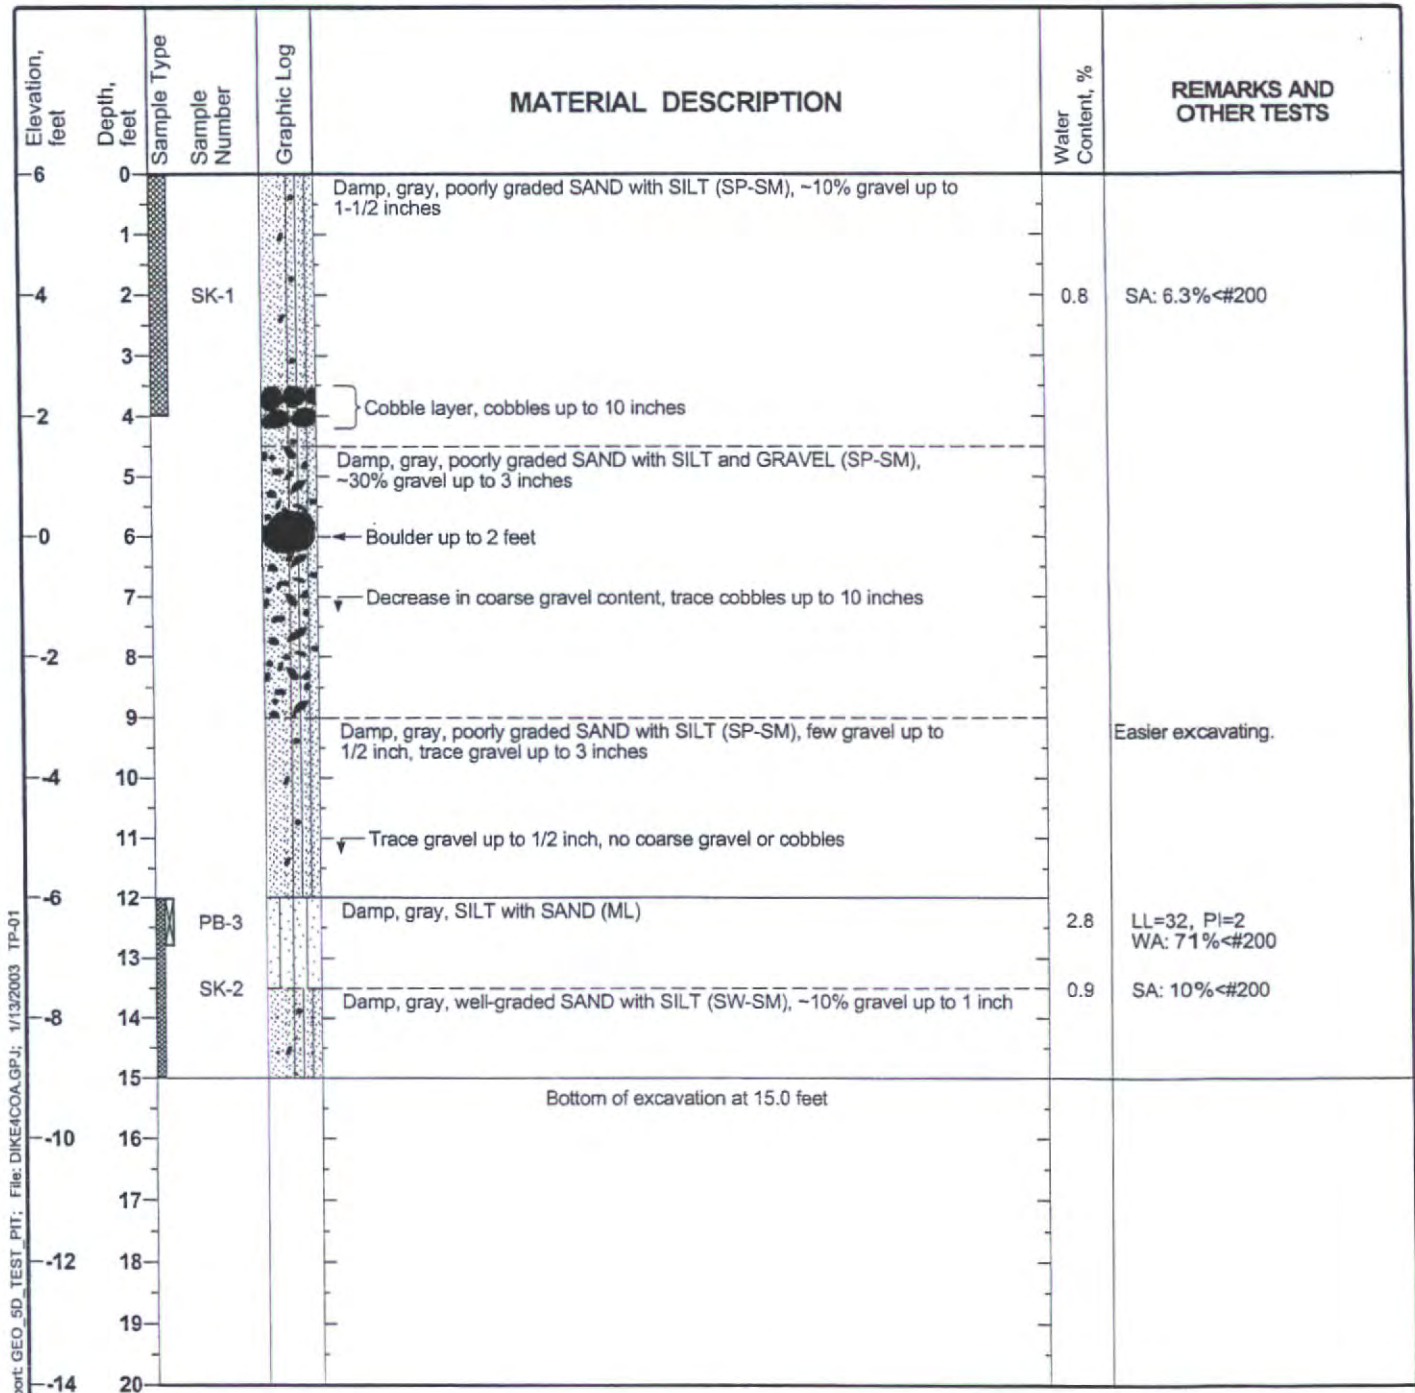 Elevation,
feet
Depth,
feet
Sample Type
Sample
Number
Graphic Log
MATERIAL DESCRIPTION
Water
Content, %
REMARKS AND
OTHER TESTS
6
0
Damp, gray, poorly graded SAND with SILT (SP-SM), ~10% gravel up to
1-1/2 inches
1
4
2
SK-1
0.8
SA: 6.3%<#200
3
Cobble layer, cobbles up to 10 inches
2
4
Damp, gray, poorly graded SAND with SILT and GRAVEL (SP-SM),
~30% gravel up to 3 inches
5
0
6
Boulder up to 2 feet
7
Decrease in coarse gravel content, trace cobbles up to 10 inches
-2
8
9
Damp, gray, poorly graded SAND with SILT (SP-SM), few gravel up to
1/2 inch, trace gravel up to 3 inches
Easier excavating.
-4
10
11
Trace gravel up to 1/2 inch, no coarse gravel or cobbles
-6
12
Damp, gray, SILT with SAND (ML)
PB-3
2.8
LL=32, PI=2
WA: 71%<#200
13
SK-2
0.9
SA: 10%<#200
Damp, gray, well-graded SAND with SILT (SW-SM), ~10% gravel up to 1 inch
-8
14
15
Bottom of excavation at 15.0 feet
-10
16
17
-12
18
19
-14
20
port: GEO_5D_TEST_PIT; File: DIKE4COA.GPJ; 1/13/2003 TP-01